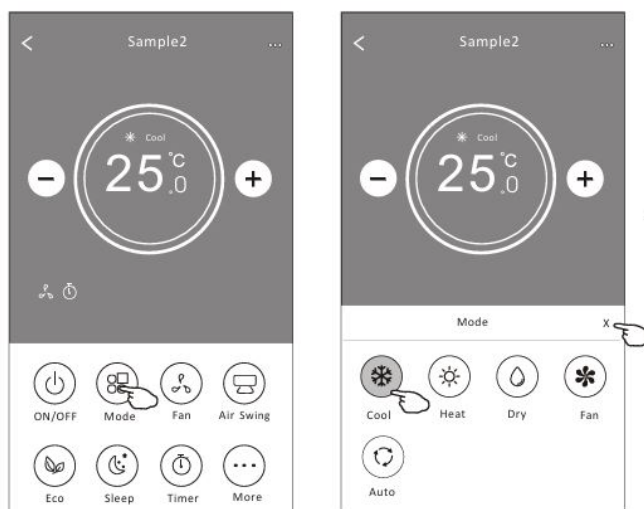 Sample2
...
Cool
25.0 ℃
ON/OFF Mode Fan Air Swing
Eco Sleep Timer More
Sample2
...
Cool
25.0 ℃
Mode X
Cool Heat Dry Fan
Auto